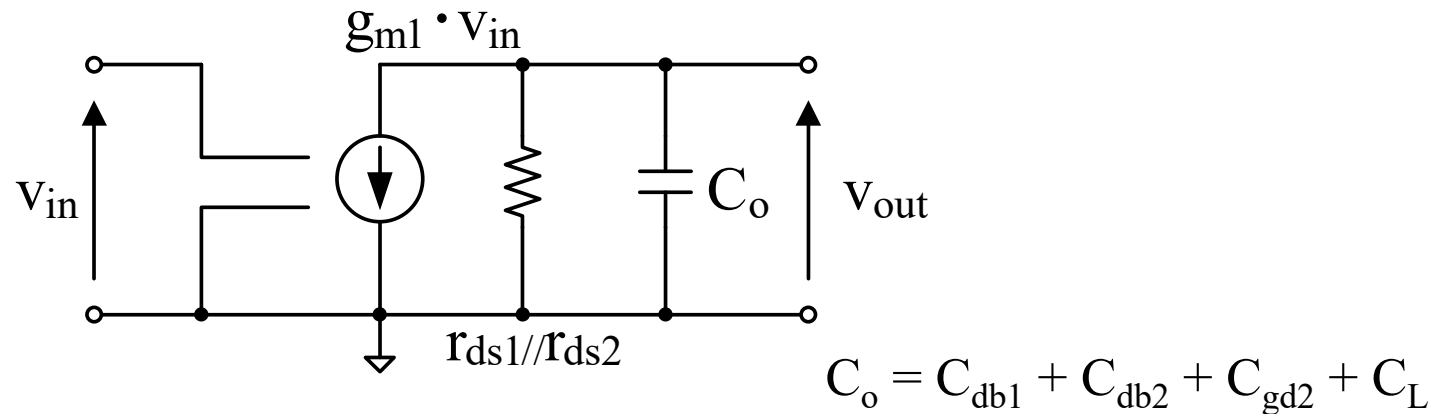 gm1 · vin
vin
Co
vout
rds1//rds2
Co = Cdb1 + Cdb2 + Cgd2 + CL